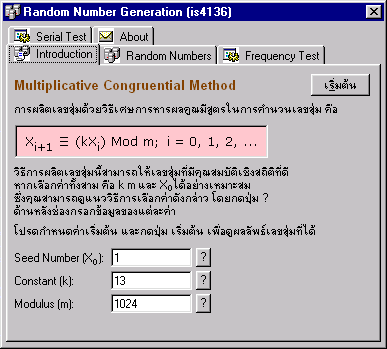 Random Number Generation (is4136)
Serial Test About
Introduction Random Numbers Frequency Test
Multiplicative Congruential Method เริ่มต้น
การผลิตเลขสุ่มด้วยวิธีเศษการหารผลคูณมีสูตรในการคำนวณเลขสุ่ม คือ
Xi+1 ≡ (kXi) Mod m; i = 0, 1, 2, ...
วิธีการผลิตเลขสุ่มนี้สามารถให้เลขสุ่มที่มีคุณสมบัติเชิงสถิติที่ดี
หากเลือกค่าทั้งสาม คือ k m และ X0 ได้อย่างเหมาะสม
ซึ่งคุณสามารถดูแนววิธีการเลือกค่าดังกล่าว โดยกดปุ่ม ?
ด้านหลังช่องกรอกข้อมูลของแต่ละค่า
โปรดกำหนดค่าเริ่มต้น และกดปุ่ม เริ่มต้น เพื่อดูผลลัพธ์เลขสุ่มที่ได้
Seed Number (X0): 1 ?
Constant (k): 13 ?
Modulus (m): 1024 ?